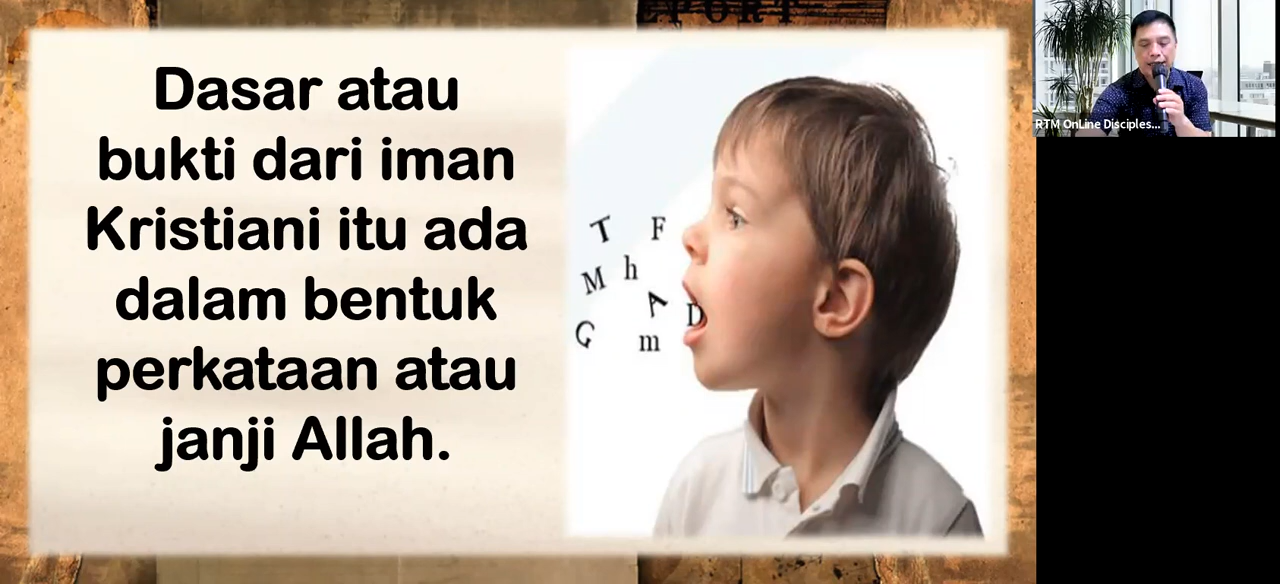 Dasar atau
bukti dari iman
Kristiani itu ada
dalam bentuk
perkataan atau
janji Allah.
T F
M h
A D
G m
RTM OnLine Disciples...